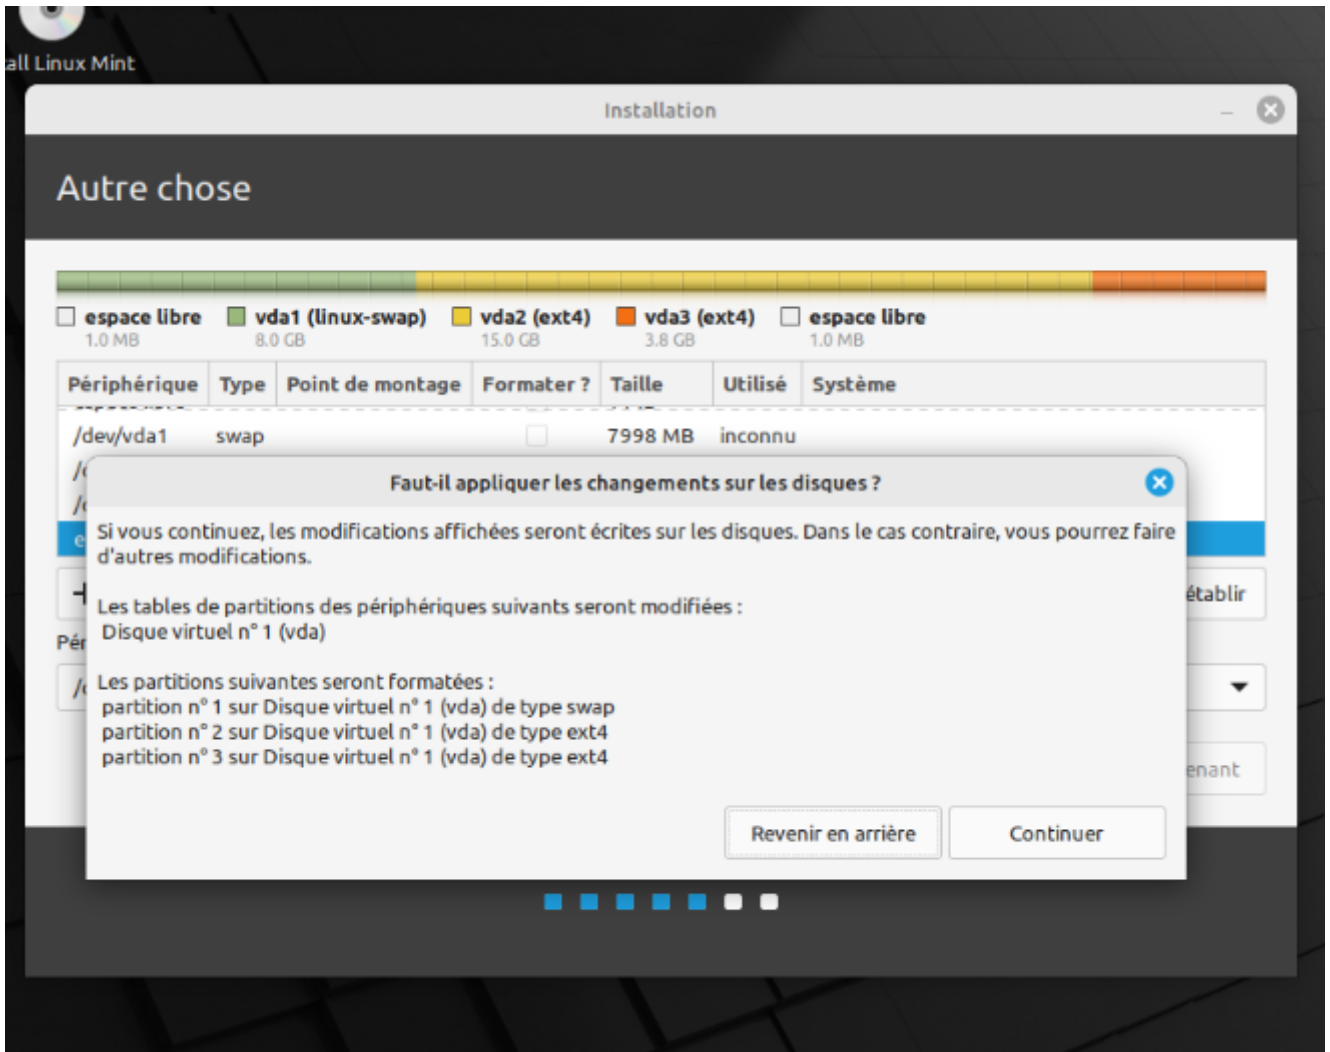 all Linux Mint
Installation
Autre chose
espace libre vda1 (linux-swap) vda2 (ext4) vda3 (ext4) espace libre
1.0 MB 8.0 GB 15.0 GB 3.8 GB 1.0 MB
Périphérique Type Point de montage Formater ? Taille Utilisé Système
/dev/vda1 swap 7998 MB inconnu
Faut-il appliquer les changements sur les disques ?
Si vous continuez, les modifications affichées seront écrites sur les disques. Dans le cas contraire, vous pourrez faire
d'autres modifications.
établir
Les tables de partitions des périphériques suivants seront modifiées :
Disque virtuel n° 1 (vda)
Pér
Les partitions suivantes seront formatées :
partition n° 1 sur Disque virtuel n° 1 (vda) de type swap
partition n° 2 sur Disque virtuel n° 1 (vda) de type ext4
partition n° 3 sur Disque virtuel n° 1 (vda) de type ext4
enant
Revenir en arrière Continuer